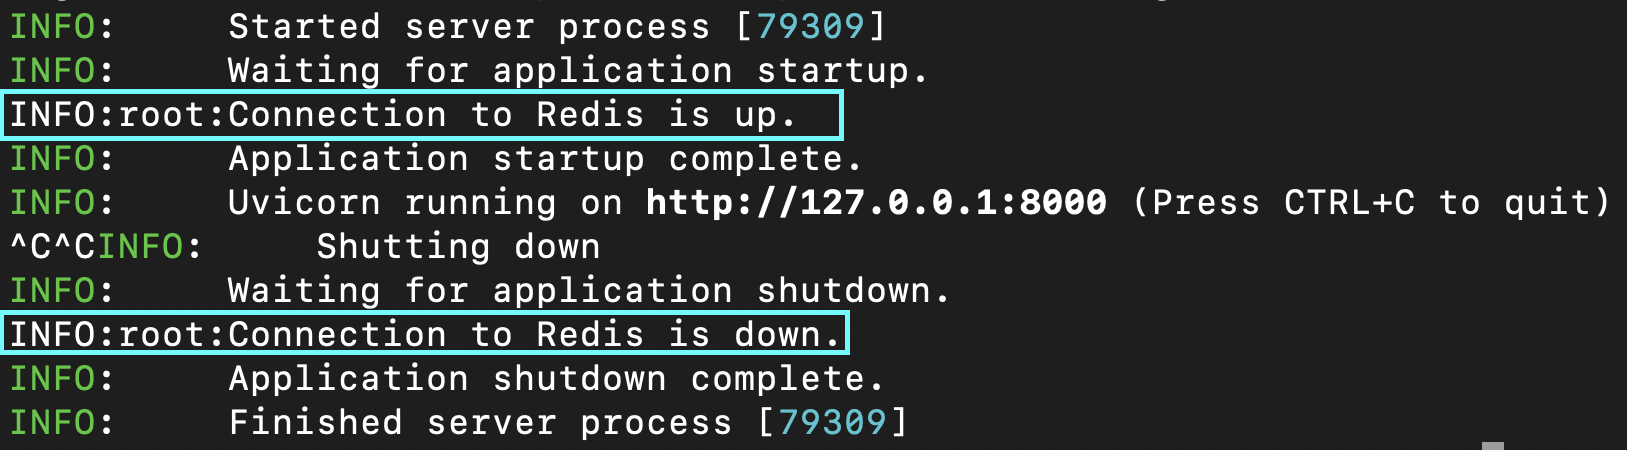 INFO:     Started server process [79309]
INFO:     Waiting for application startup.
INFO:root:Connection to Redis is up.
INFO:     Application startup complete.
INFO:     Uvicorn running on http://127.0.0.1:8000 (Press CTRL+C to quit)
^C^CINFO:     Shutting down
INFO:     Waiting for application shutdown.
INFO:root:Connection to Redis is down.
INFO:     Application shutdown complete.
INFO:     Finished server process [79309]